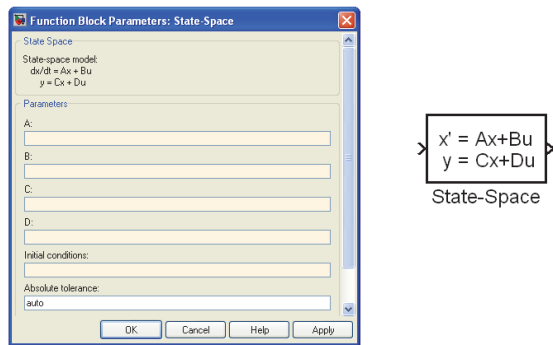 Function Block Parameters: State-Space
State Space
State-space model:
dx/dt = Ax + Bu
y = Cx + Du
Parameters
A:
B:
C:
D:
Initial conditions:
Absolute tolerance:
auto
OK Cancel Help Apply
x' = Ax+Bu
y = Cx+Du
State-Space